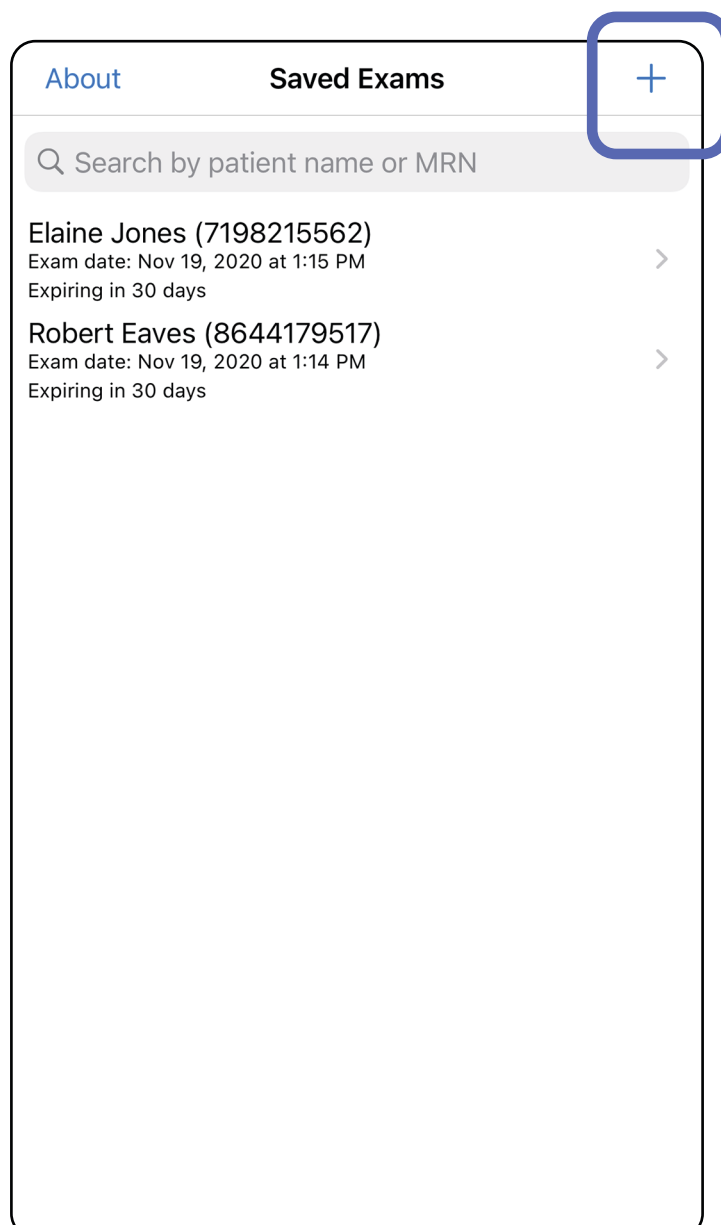 About Saved Exams +
Search by patient name or MRN
Elaine Jones (7198215562)
Exam date: Nov 19, 2020 at 1:15 PM
Expiring in 30 days
Robert Eaves (8644179517)
Exam date: Nov 19, 2020 at 1:14 PM
Expiring in 30 days